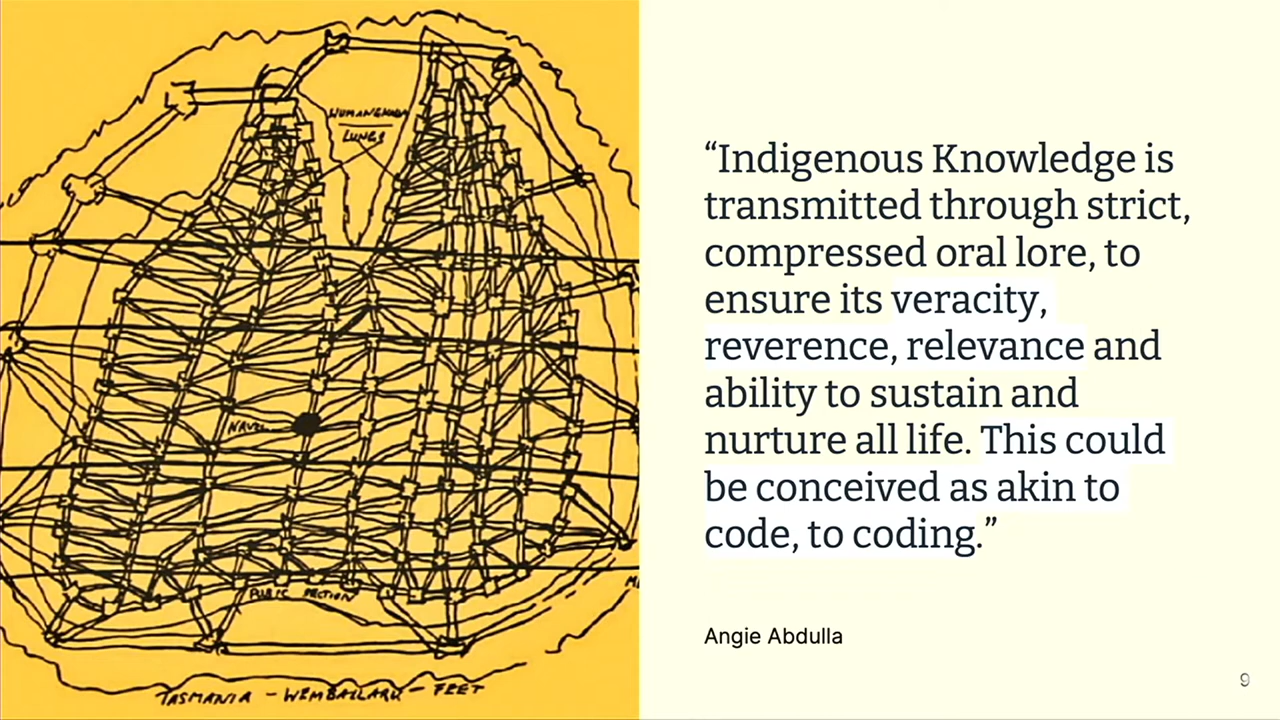 WUMANGNADA
LUNGS
NAVEL
PUBIC SECTION
TASMANIA - WEMBALLARU - FEET
“Indigenous Knowledge is
transmitted through strict,
compressed oral lore, to
ensure its veracity,
reverence, relevance and
ability to sustain and
nurture all life. This could
be conceived as akin to
code, to coding.”
Angie Abdulla
9